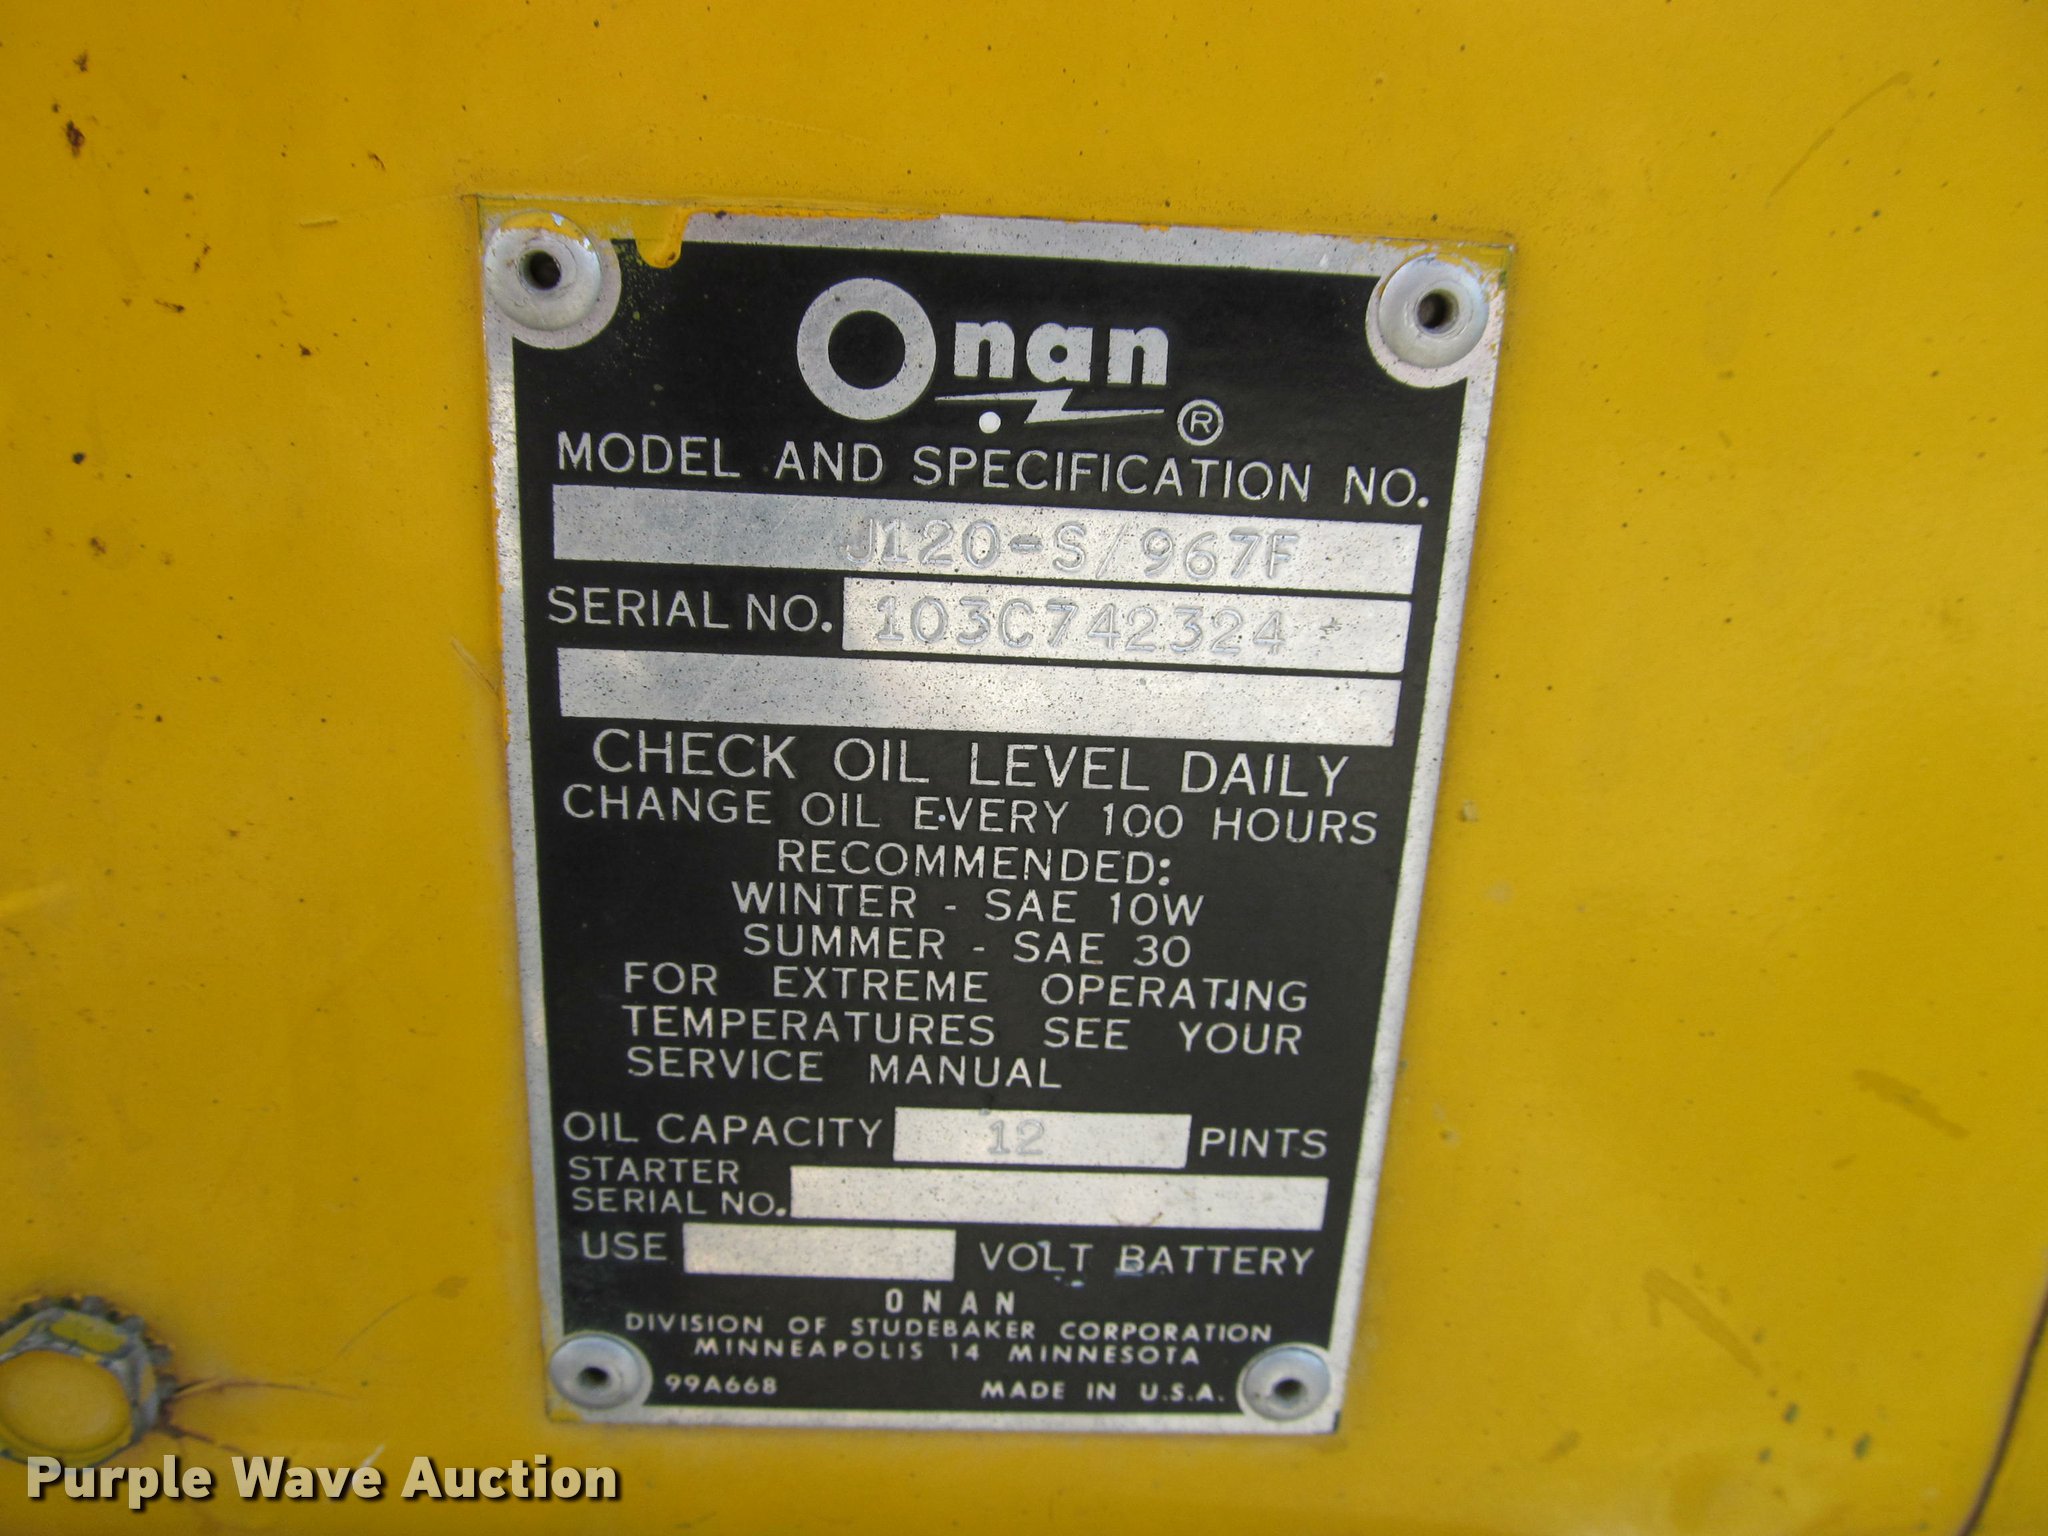 Onan ®
MODEL AND SPECIFICATION NO.
J120-S/967F
SERIAL NO. 103C742324
CHECK OIL LEVEL DAILY
CHANGE OIL EVERY 100 HOURS
RECOMMENDED:
WINTER - SAE 10W
SUMMER - SAE 30
FOR EXTREME OPERATING
TEMPERATURES SEE YOUR
SERVICE MANUAL
OIL CAPACITY 12 PINTS
STARTER
SERIAL NO.
USE VOLT BATTERY
ONAN
DIVISION OF STUDEBAKER CORPORATION
MINNEAPOLIS 14 MINNESOTA
99A668 MADE IN U.S.A.
Purple Wave Auction